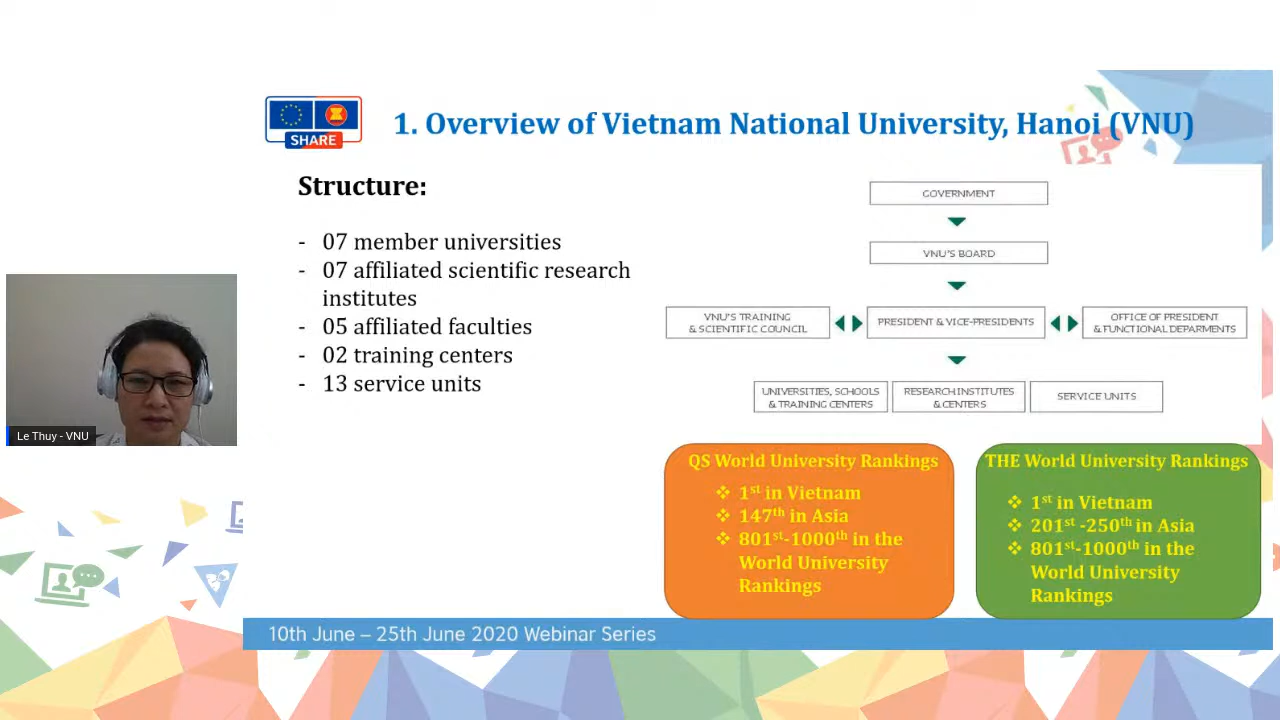 SHARE
1. Overview of Vietnam National University, Hanoi (VNU)
Structure:
- 07 member universities
- 07 affiliated scientific research
institutes
- 05 affiliated faculties
- 02 training centers
- 13 service units
GOVERNMENT
VNU'S BOARD
VNU'S TRAINING
& SCIENTIFIC COUNCIL
PRESIDENT & VICE-PRESIDENTS
OFFICE OF PRESIDENT
& FUNCTIONAL DEPARMENTS
UNIVERSITIES, SCHOOLS
& TRAINING CENTERS
RESEARCH INSTITUTES
& CENTERS
SERVICE UNITS
QS World University Rankings
❖ 1st in Vietnam
❖ 147th in Asia
❖ 801st-1000th in the
World University
Rankings
THE World University Rankings
❖ 1st in Vietnam
❖ 201st -250th in Asia
❖ 801st-1000th in the
World University
Rankings
Le Thuy - VNU
10th June – 25th June 2020 Webinar Series